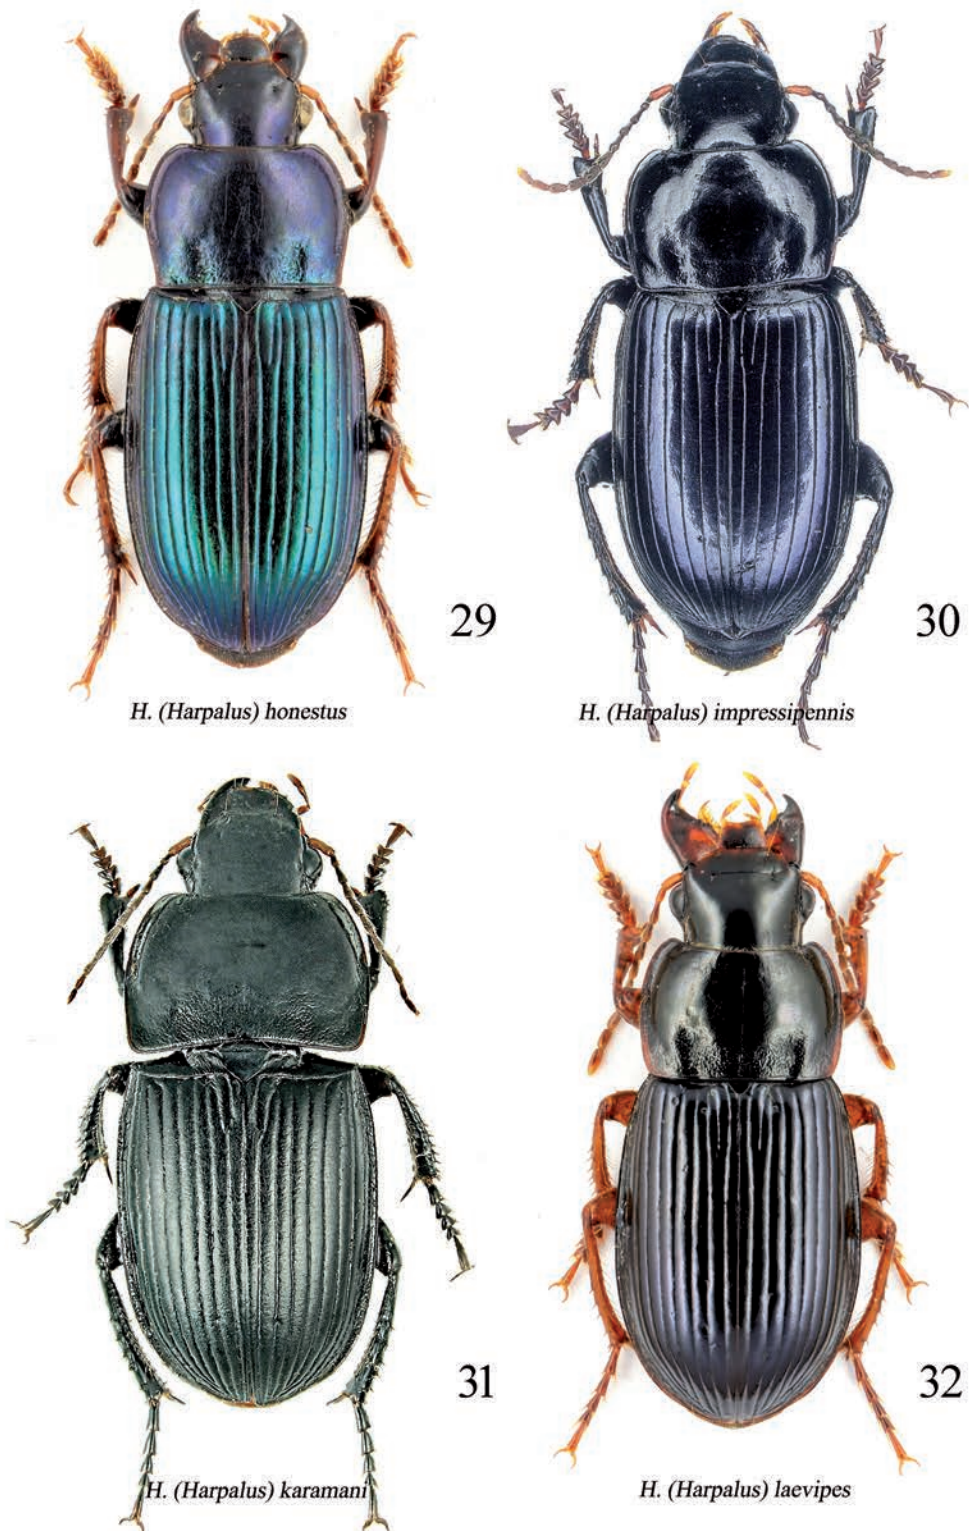 29
30
H. (Harpalus) honestus
H. (Harpalus) impressipennis
31
32
H. (Harpalus) karamani
H. (Harpalus) laevipes